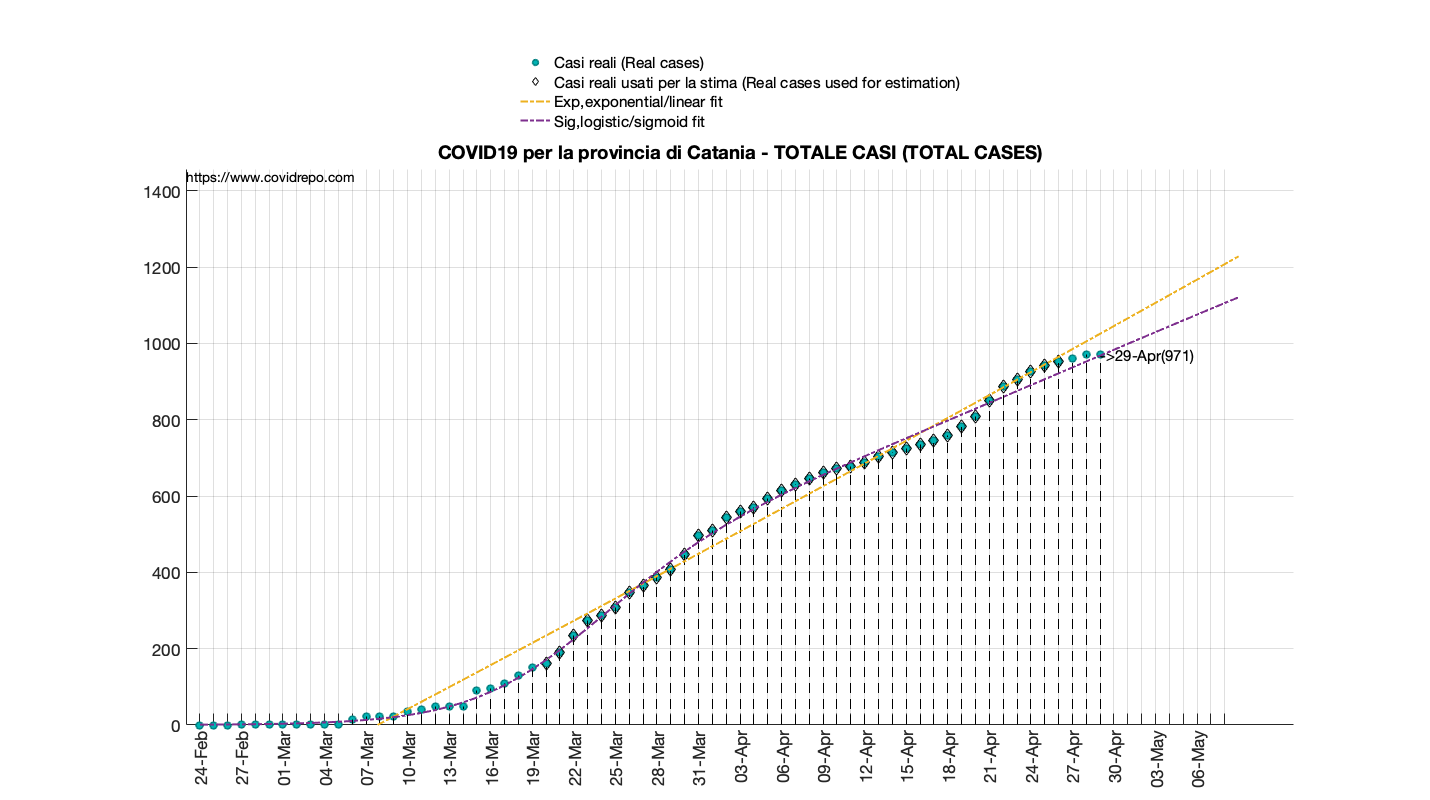 Casi reali (Real cases)
Casi reali usati per la stima (Real cases used for estimation)
Exp,exponential/linear fit
Sig,logistic/sigmoid fit
COVID19 per la provincia di Catania - TOTALE CASI (TOTAL CASES)
https://www.covidrepo.com
1400
1200
1000
>29-Apr(971)
800
600
400
200
0
24-Feb
27-Feb
01-Mar
04-Mar
07-Mar
10-Mar
13-Mar
16-Mar
19-Mar
22-Mar
25-Mar
28-Mar
31-Mar
03-Apr
06-Apr
09-Apr
12-Apr
15-Apr
18-Apr
21-Apr
24-Apr
27-Apr
30-Apr
03-May
06-May